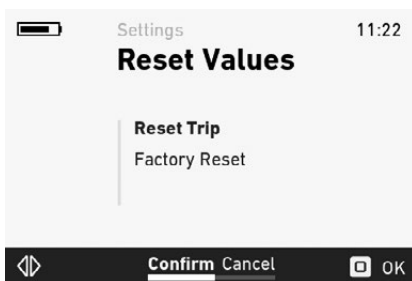 Settings 11:22
Reset Values
Reset Trip
Factory Reset
Confirm Cancel OK